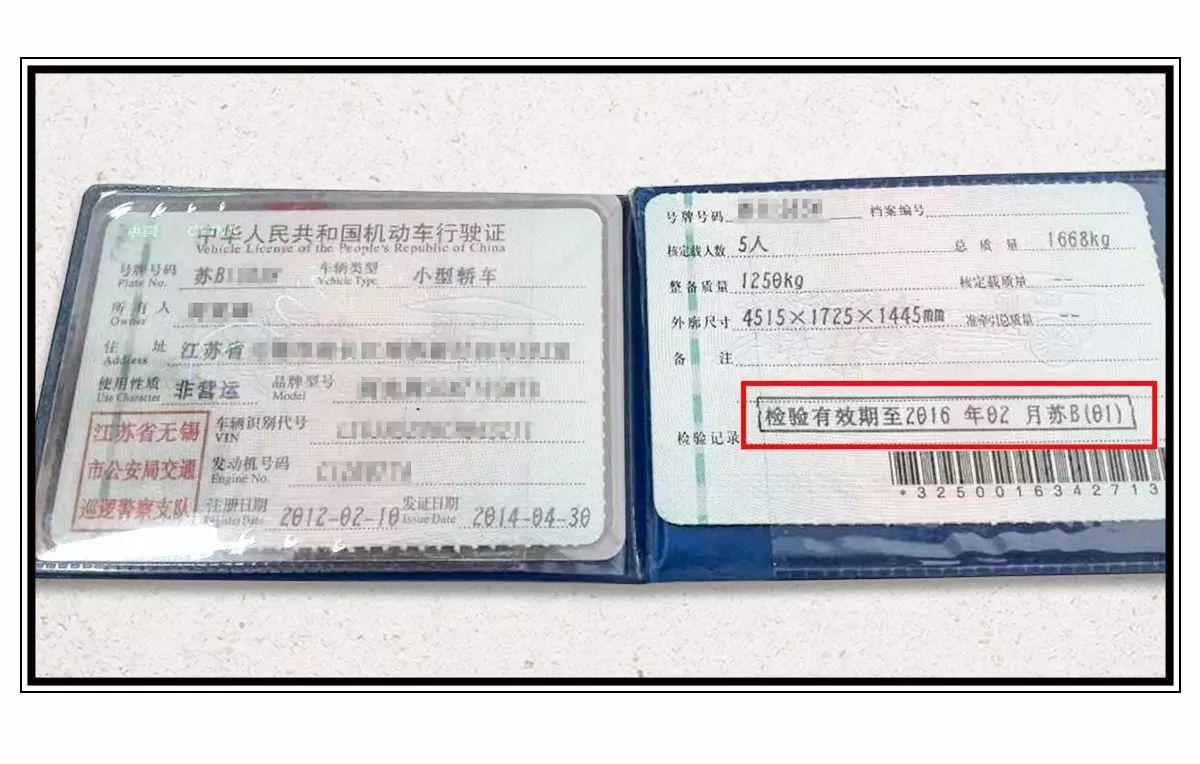 中华人民共和国机动车行驶证
Vehicle License of the People's Republic of China
号牌号码 苏B 车辆类型 小型轿车
Plate No. Vehicle Type
所有人
Owner
住址 江苏省
Address
使用性质 非营运 品牌型号
Use Character Model
江苏省无锡
市公安局交通
巡逻警察支队
车辆识别代号
VIN
发动机号码
Engine No.
注册日期 2012-02-10 发证日期 2014-04-30
Register Date Issue Date
号牌号码 档案编号
核定载人数 5人 总质量 1668kg
整备质量 1250kg 核定载质量 --
外廓尺寸 4515×1725×1445mm 准牵引总质量 --
备注
检验有效期至2016 年02 月苏B(01)
检验记录
*3250016342713